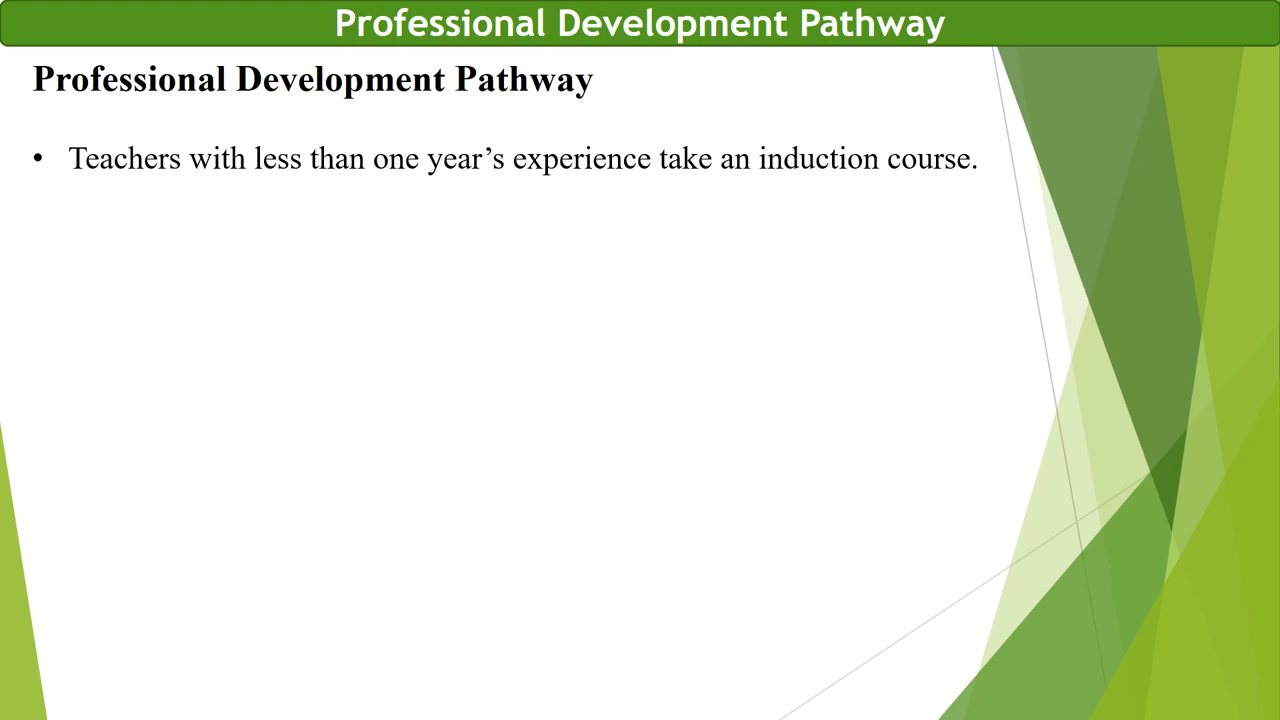 Professional Development Pathway
Professional Development Pathway
• Teachers with less than one year’s experience take an induction course.